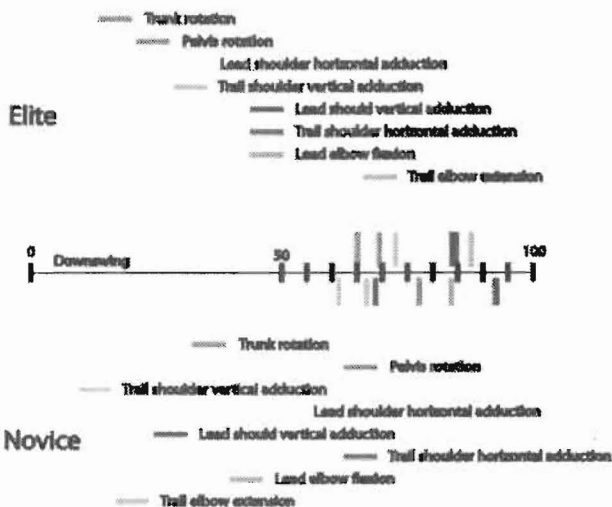 Trunk rotation
Pelvis rotation
Lead shoulder horizontal adduction
Trail shoulder vertical adduction
Elite
Lead should vertical adduction
Trail shoulder horizontal adduction
Lead elbow flexion
Trail elbow extension
0 Downswing 50 100
Trunk rotation
Pelvis rotation
Trail shoulder vertical adduction
Lead shoulder horizontal adduction
Novice
Lead should vertical adduction
Trail shoulder horizontal adduction
Lead elbow flexion
Trail elbow extension